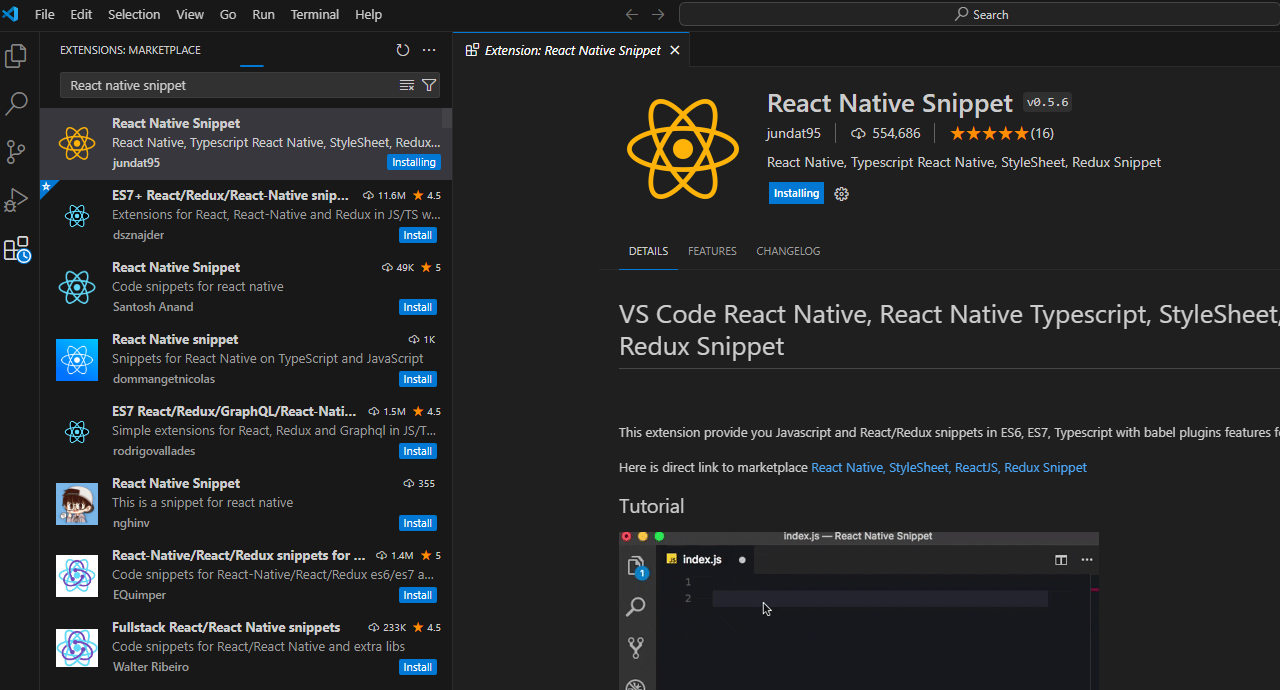 File Edit Selection View Go Run Terminal Help
Search
EXTENSIONS: MARKETPLACE
React native snippet
React Native Snippet
React Native, Typescript React Native, StyleSheet, Redux...
jundat95
Installing
ES7+ React/Redux/React-Native snip... 11.6M 4.5
Extensions for React, React-Native and Redux in JS/TS w...
dsznajder
Install
React Native Snippet 49K 5
Code snippets for react native
Santosh Anand
Install
React Native snippet 1K
Snippets for React Native on TypeScript and JavaScript
dommangetnicolas
Install
ES7 React/Redux/GraphQL/React-Nati... 1.5M 4.5
Simple extensions for React, Redux and Graphql in JS/T...
rodrigovallades
Install
React Native Snippet 355
This is a snippet for react native
nghinv
Install
React-Native/React/Redux snippets for ... 1.4M 5
Code snippets for React-Native/React/Redux es6/es7 a...
EQuimper
Install
Fullstack React/React Native snippets 233K 4.5
Code snippets for React/React Native and extra libs
Walter Ribeiro
Install
Extension: React Native Snippet
React Native Snippet v0.5.6
jundat95 554,686 (16)
React Native, Typescript React Native, StyleSheet, Redux Snippet
Installing
DETAILS FEATURES CHANGELOG
VS Code React Native, React Native Typescript, StyleSheet,
Redux Snippet
This extension provide you Javascript and React/Redux snippets in ES6, ES7, Typescript with babel plugins features f
Here is direct link to marketplace React Native, StyleSheet, ReactJS, Redux Snippet
Tutorial
index.js — React Native Snippet
JS index.js
1
1
2